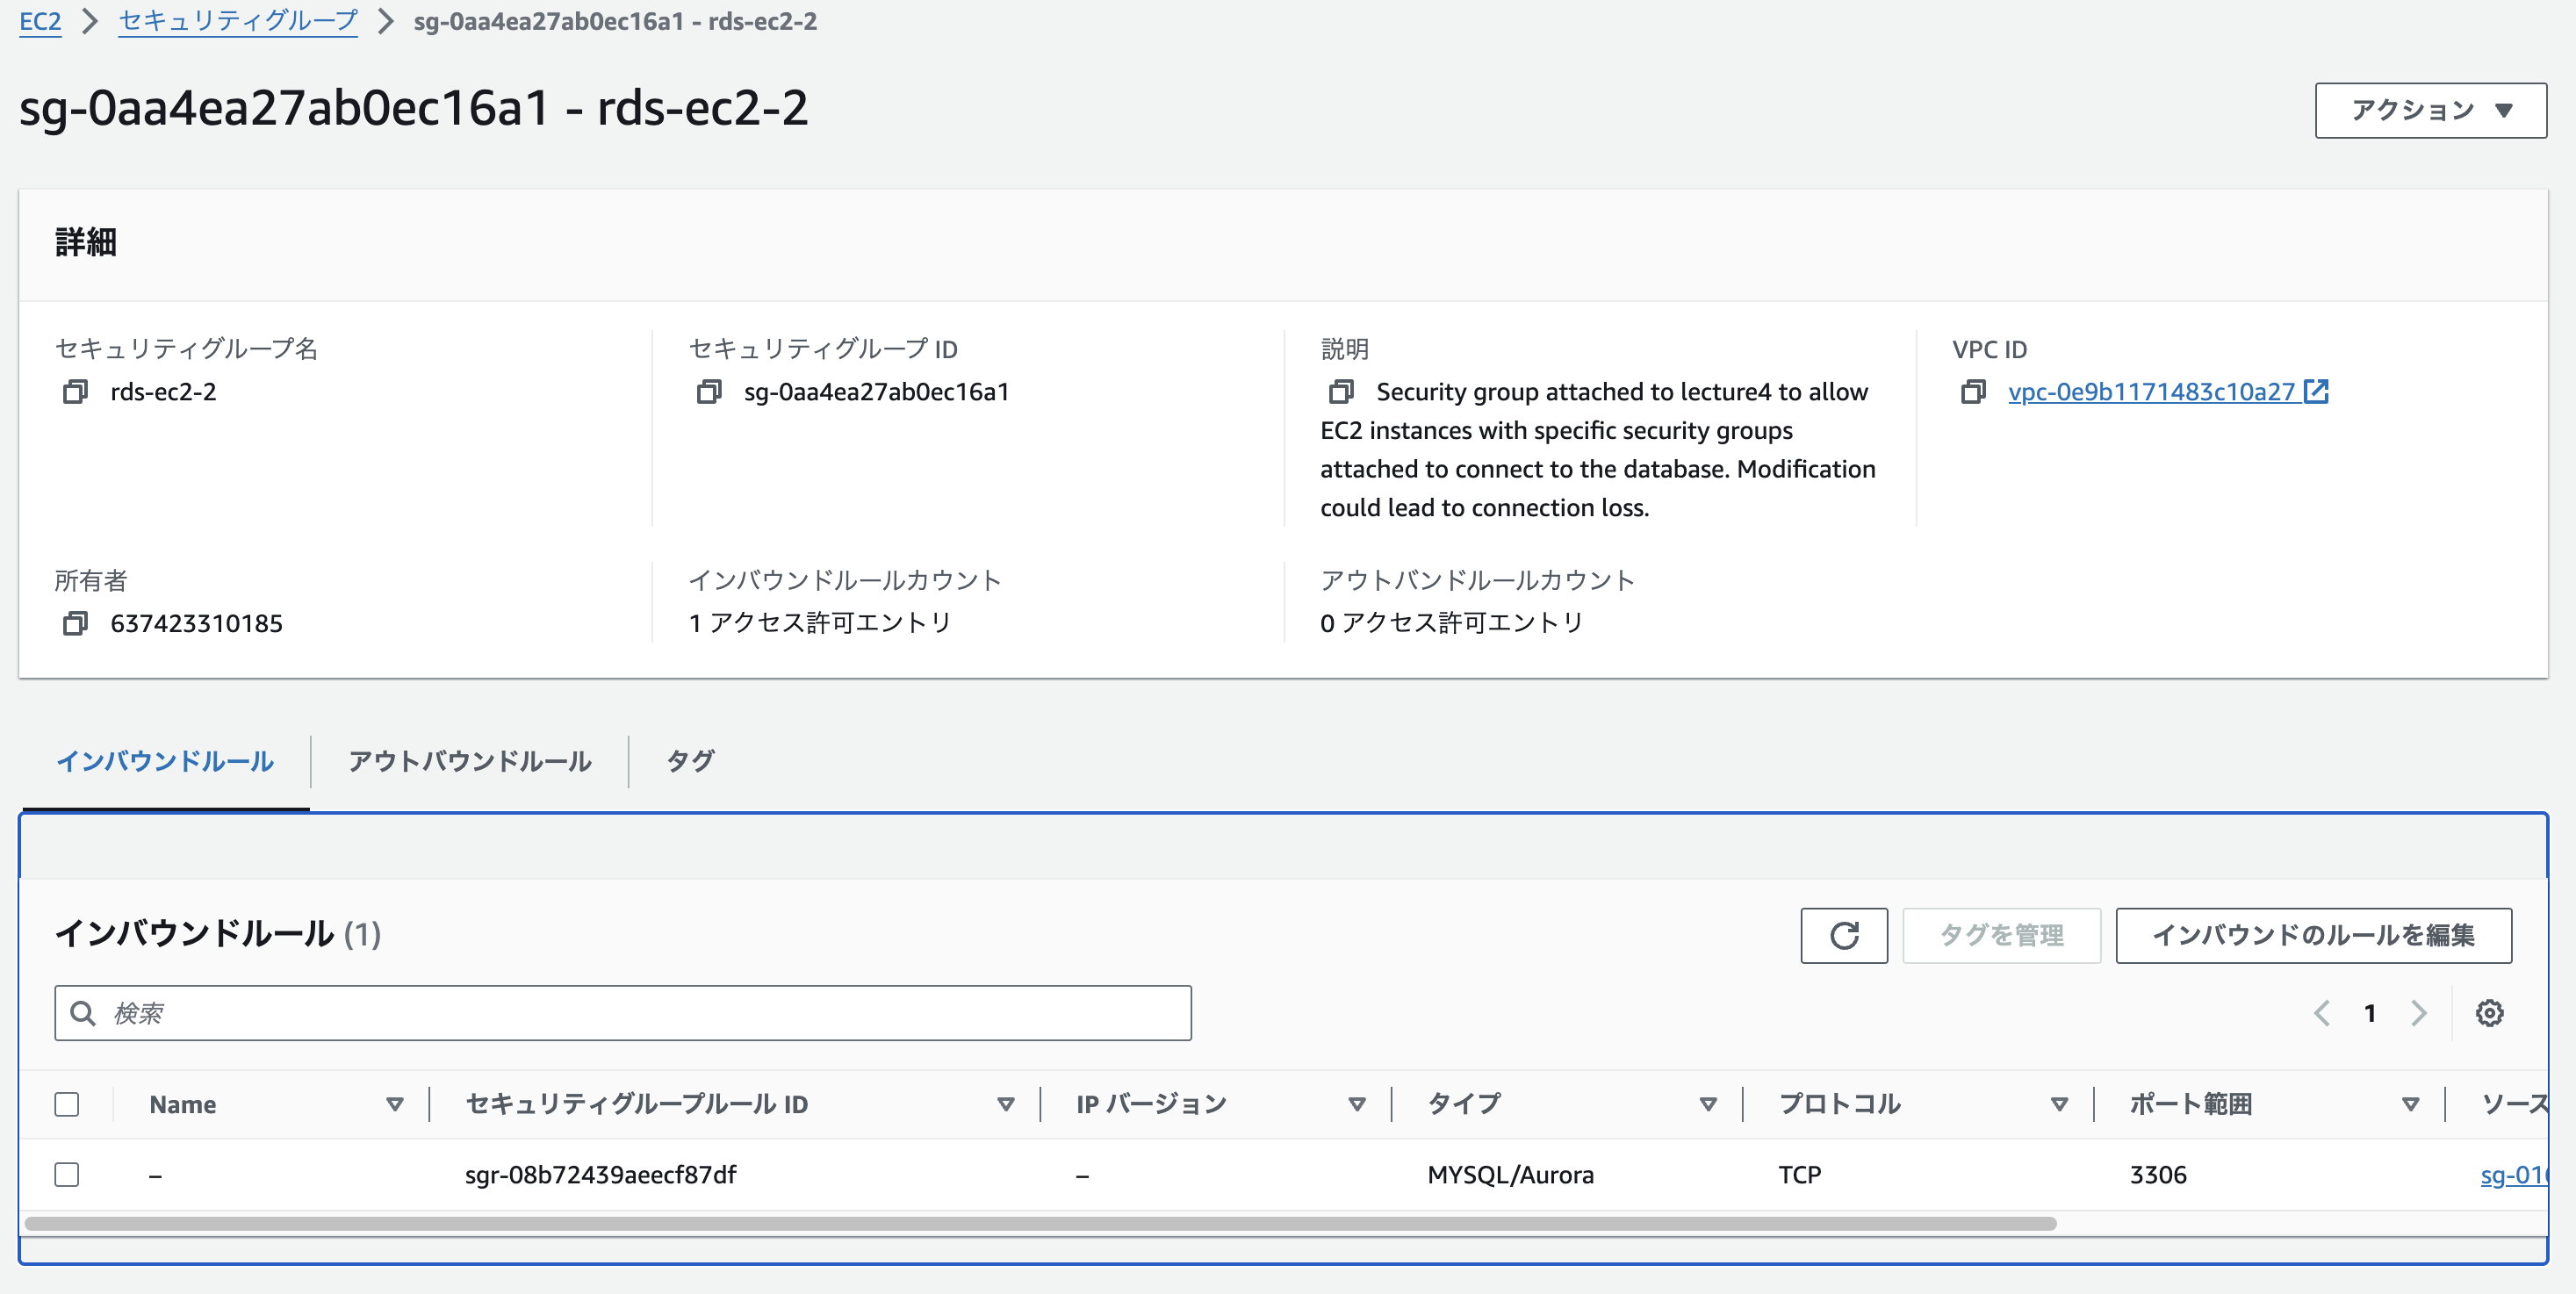 EC2 > セキュリティグループ > sg-0aa4ea27ab0ec16a1 - rds-ec2-2
sg-0aa4ea27ab0ec16a1 - rds-ec2-2
アクション
詳細
セキュリティグループ名
rds-ec2-2
セキュリティグループ ID
sg-0aa4ea27ab0ec16a1
説明
Security group attached to lecture4 to allow
EC2 instances with specific security groups
attached to connect to the database. Modification
could lead to connection loss.
VPC ID
vpc-0e9b1171483c10a27
所有者
637423310185
インバウンドルールカウント
1 アクセス許可エントリ
アウトバンドルールカウント
0 アクセス許可エントリ
インバウンドルール アウトバウンドルール タグ
インバウンドルール (1)
タグを管理 インバウンドのルールを編集
検索
1
Name セキュリティグループルール ID IP バージョン タイプ プロトコル ポート範囲 ソース
– sgr-08b72439aeecf87df – MYSQL/Aurora TCP 3306